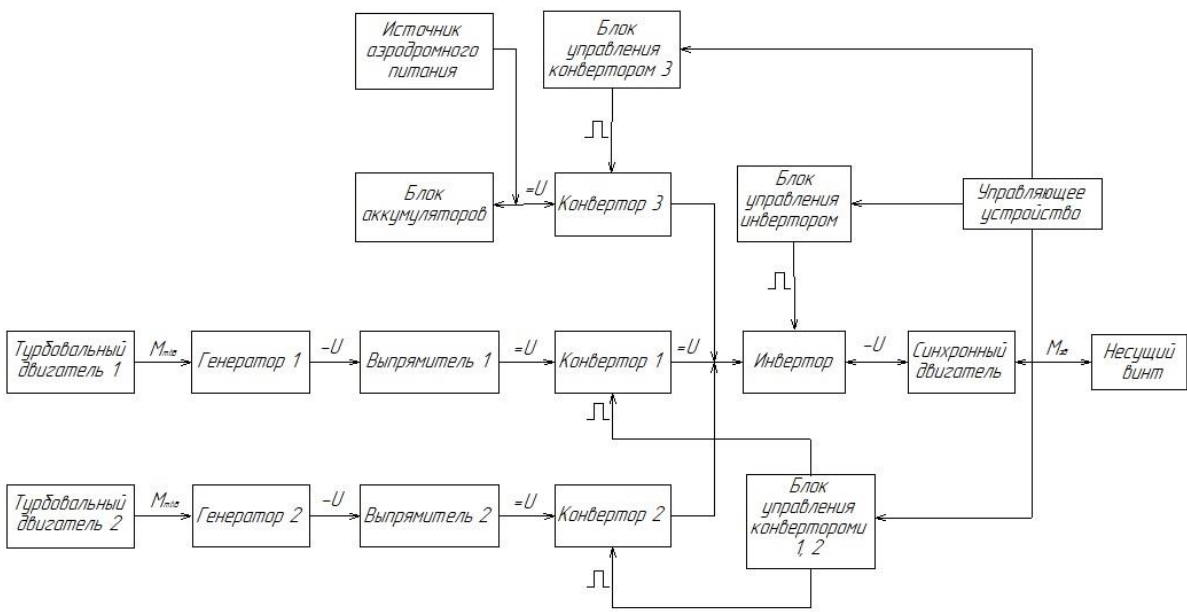 Источник
аэродромного
питания
Блок
управления
конвертором 3
Блок
аккумуляторов
=U
Конвертор 3
Блок
управления
инвертором
Управляющее
устройство
Турбовальный
двигатель 1
Генератор 1
~U
Выпрямитель 1
=U
Конвертор 1
=U
Инвертор
~U
Синхронный
двигатель
Несущий
винт
Турбовальный
двигатель 2
Генератор 2
~U
Выпрямитель 2
=U
Конвертор 2
Блок
управления
конверторомi
1, 2